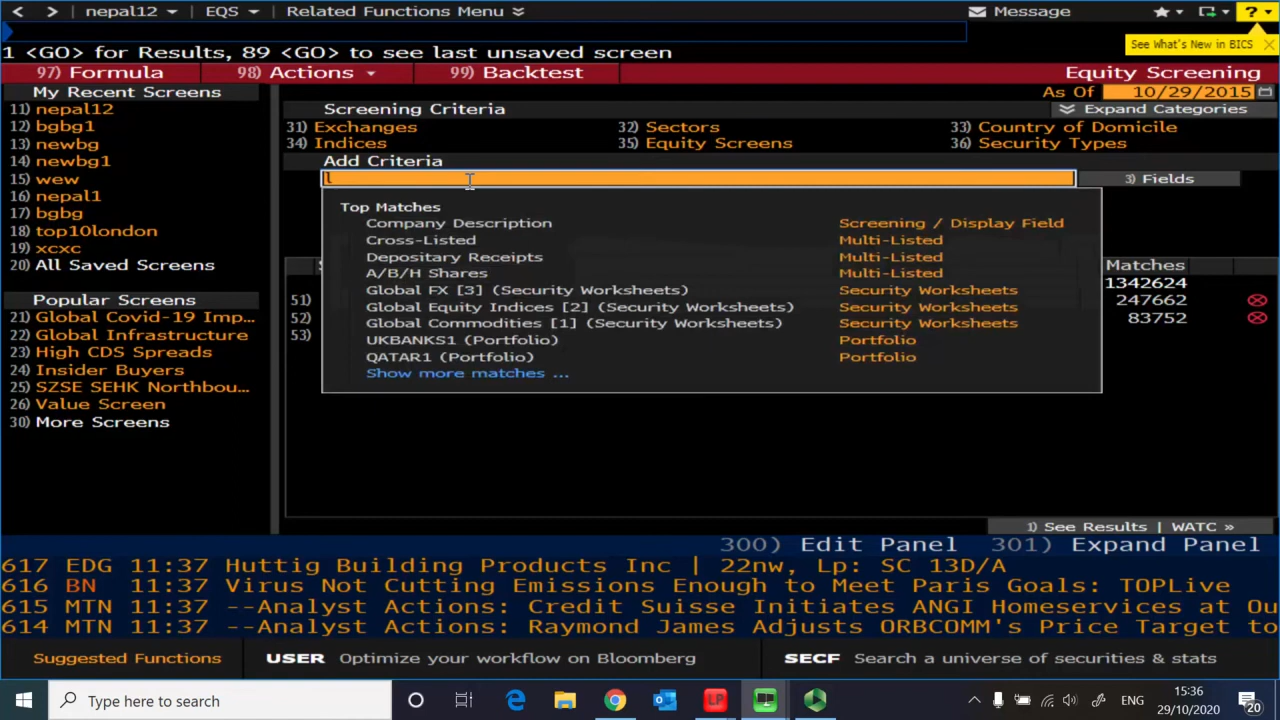 < > nepal12 EQS Related Functions Menu Message ?
See What's New in BICS
1 <GO> for Results, 89 <GO> to see last unsaved screen
97) Formula 98) Actions 99) Backtest Equity Screening
My Recent Screens
11) nepal12
12) bgbg1
13) newbg
14) newbg1
15) wew
16) nepal1
17) bgbg
18) top10london
19) xcxc
20) All Saved Screens
Popular Screens
21) Global Covid-19 Imp...
22) Global Infrastructure
23) High CDS Spreads
24) Insider Buyers
25) SZSE SEHK Northbou...
26) Value Screen
30) More Screens
As Of 10/29/2015
Screening Criteria Expand Categories
31) Exchanges 32) Sectors 33) Country of Domicile
34) Indices 35) Equity Screens 36) Security Types
Add Criteria
l
3) Fields
Top Matches
Company Description Screening / Display Field
Cross-Listed Multi-Listed
Depositary Receipts Multi-Listed
A/B/H Shares Multi-Listed
Global FX [3] (Security Worksheets) Security Worksheets
Global Equity Indices [2] (Security Worksheets) Security Worksheets
Global Commodities [1] (Security Worksheets) Security Worksheets
UKBANKS1 (Portfolio) Portfolio
QATAR1 (Portfolio) Portfolio
Show more matches ...
Matches
1342624
51) 247662
52) 83752
53)
1) See Results | WATC »
300) Edit Panel 301) Expand Panel
617 EDG 11:37 Huttig Building Products Inc | 22nw, Lp: SC 13D/A
616 BN 11:37 Virus Not Cutting Emissions Enough to Meet Paris Goals: TOPLive
615 MTN 11:37 --Analyst Actions: Credit Suisse Initiates ANGI Homeservices at Ou
614 MTN 11:37 --Analyst Actions: Raymond James Adjusts ORBCOMM's Price Target to
Suggested Functions USER Optimize your workflow on Bloomberg SECF Search a universe of securities & stats
Type here to search
LP
ENG
15:36
29/10/2020
20